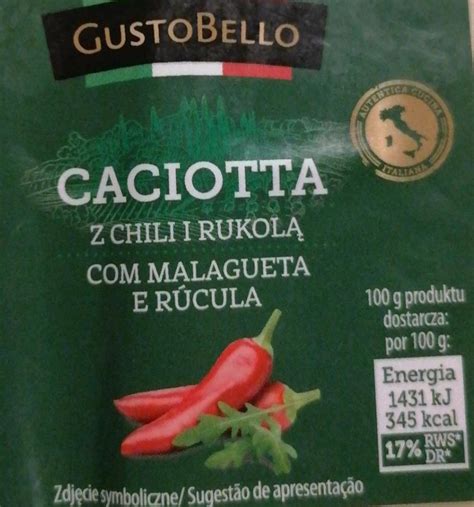 GUSTOBELLO
AUTENTICA CUCINA
ITALIANA
CACIOTTA
Z CHILI I RUKOLĄ
COM MALAGUETA
E RÚCULA
100 g produktu
dostarcza:
por 100 g:
Energia
1431 kJ
345 kcal
17% RWS*
DR*
Zdjęcie symboliczne/ Sugestão de apresentação